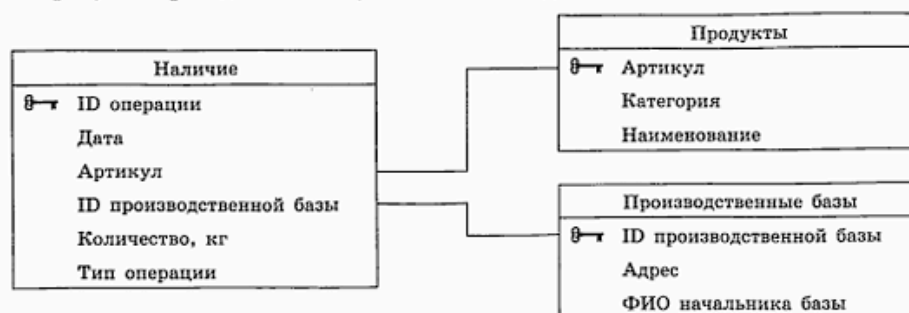 Наличие
ID операции
Дата
Артикул
ID производственной базы
Количество, кг
Тип операции
Продукты
Артикул
Категория
Наименование
Производственные базы
ID производственной базы
Адрес
ФИО начальника базы